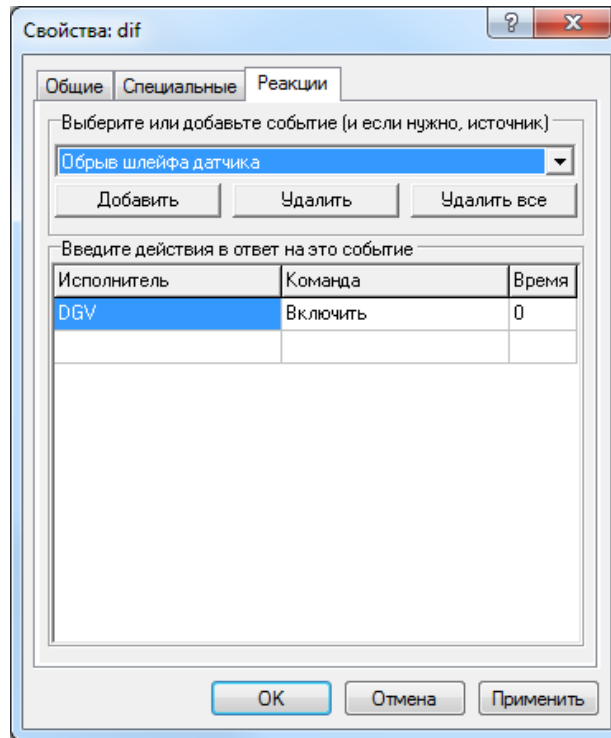 Свойства: dif
Общие Специальные Реакции
Выберите или добавьте событие (и если нужно, источник)
Обрыв шлейфа датчика
Добавить Удалить Удалить все
Введите действия в ответ на это событие
Исполнитель Команда Время
DGV Включить 0
OK Отмена Применить